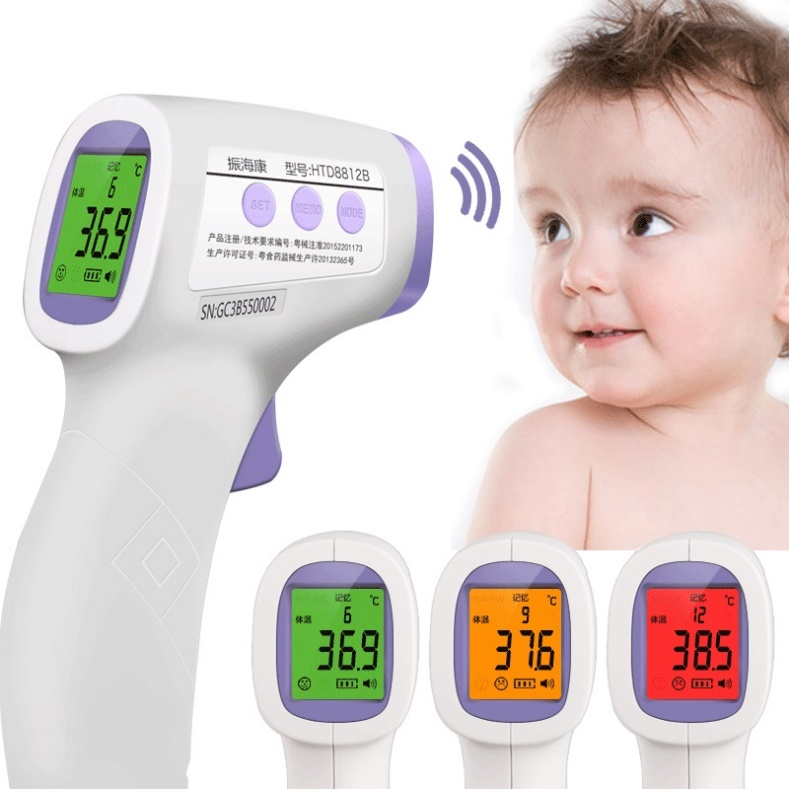 记忆
6
℃
体温
36.9
振海康 型号:HTD8812B
SET MEMO MODE
产品注册/技术要求编号:粤械注准20152201173
生产许可证号:粤食药监械生产许20132365号
SN:GC3B550002
记忆
6
℃
体温
36.9
记忆
9
℃
体温
37.6
记忆
12
℃
体温
38.5